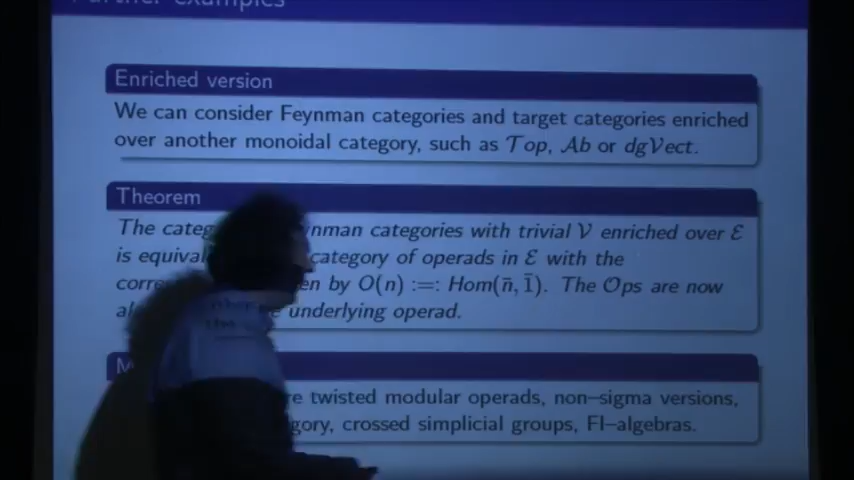 examples
Enriched version
We can consider Feynman categories and target categories enriched
over another monoidal category, such as Top, Ab or dgVect.
Theorem
The categ nman categories with trivial V enriched over E
is equiva category of operads in E with the
corre en by O(n) :=: Hom(n̄, 1̄). The Ops are now
al underlying operad.
M
re twisted modular operads, non–sigma versions,
gory, crossed simplicial groups, FI–algebras.